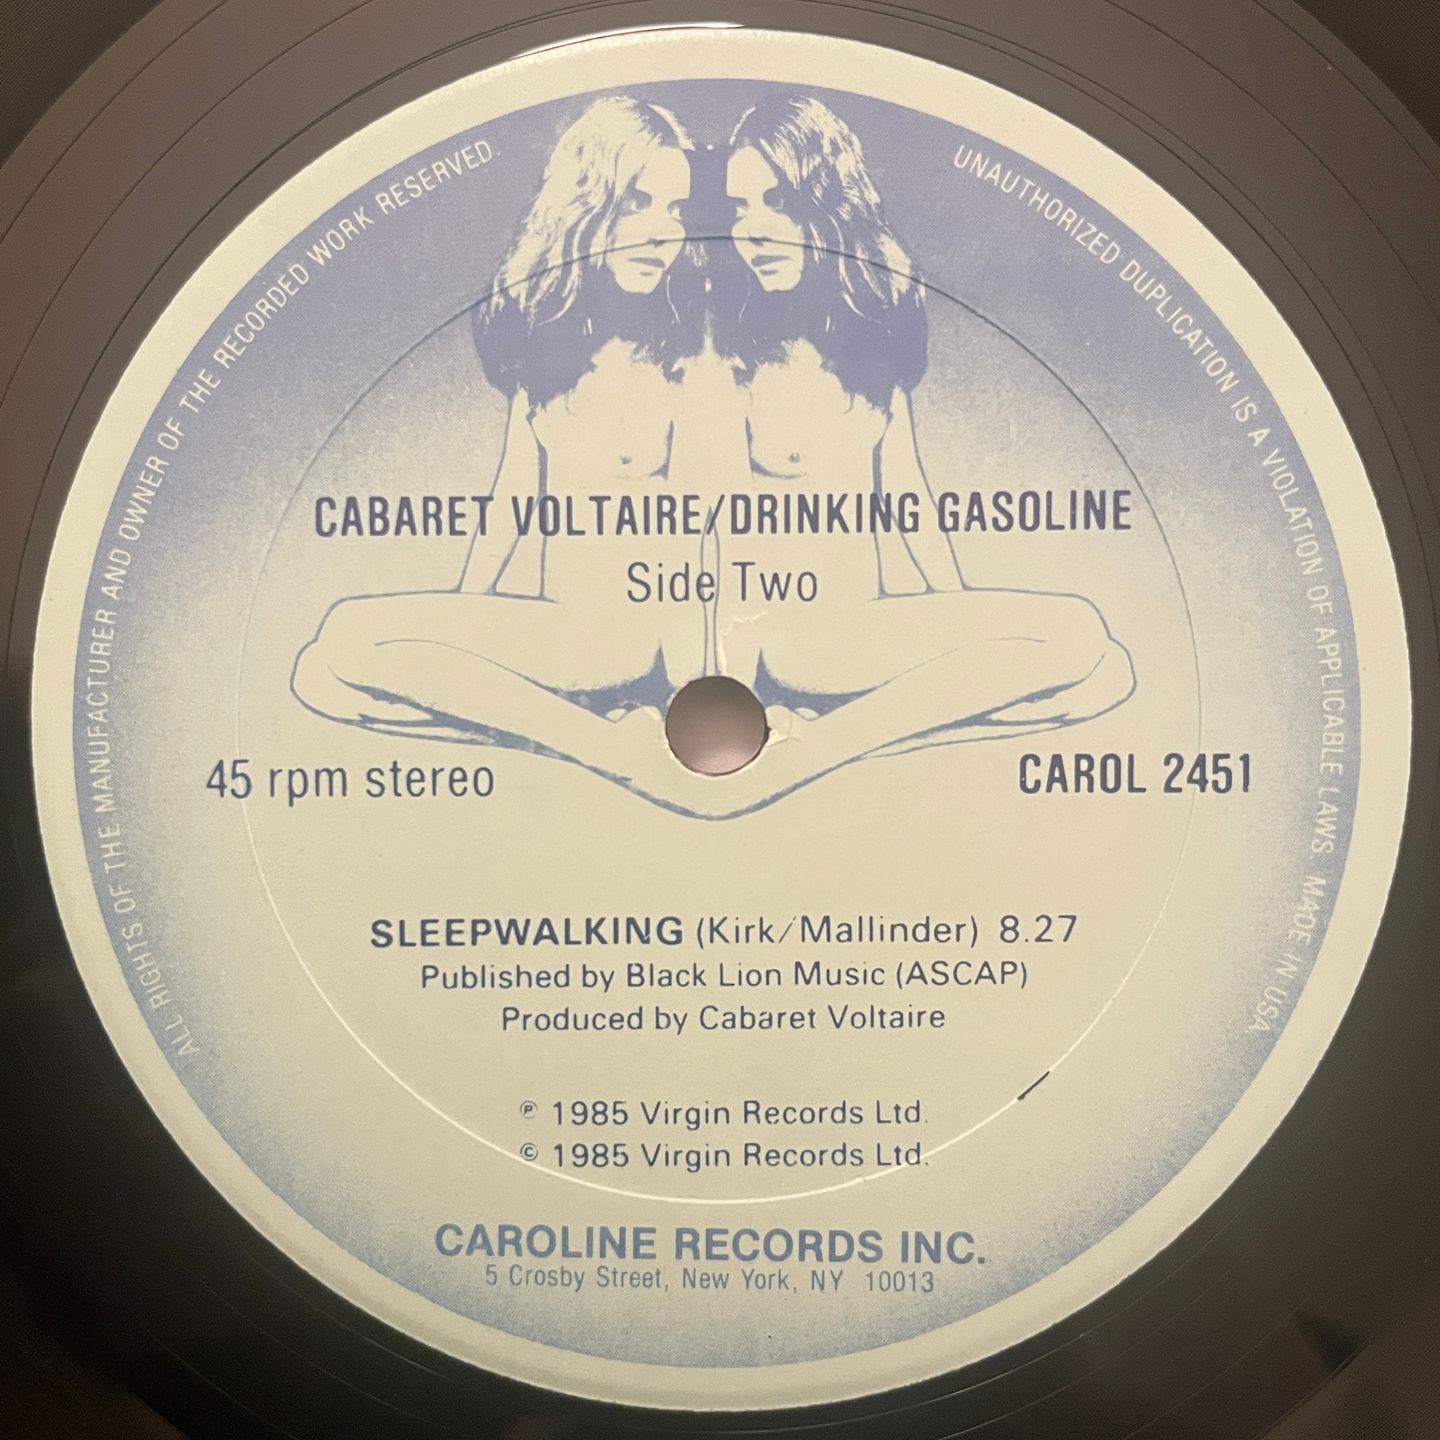 ALL RIGHTS OF THE MANUFACTURER AND OWNER OF THE RECORDED WORK RESERVED.
UNAUTHORIZED DUPLICATION IS A VIOLATION OF APPLICABLE LAWS. MADE IN USA
CABARET VOLTAIRE/DRINKING GASOLINE
Side Two
45 rpm stereo
CAROL 2451
SLEEPWALKING (Kirk/Mallinder) 8.27
Published by Black Lion Music (ASCAP)
Produced by Cabaret Voltaire
℗ 1985 Virgin Records Ltd.
© 1985 Virgin Records Ltd.
CAROLINE RECORDS INC.
5 Crosby Street, New York, NY 10013